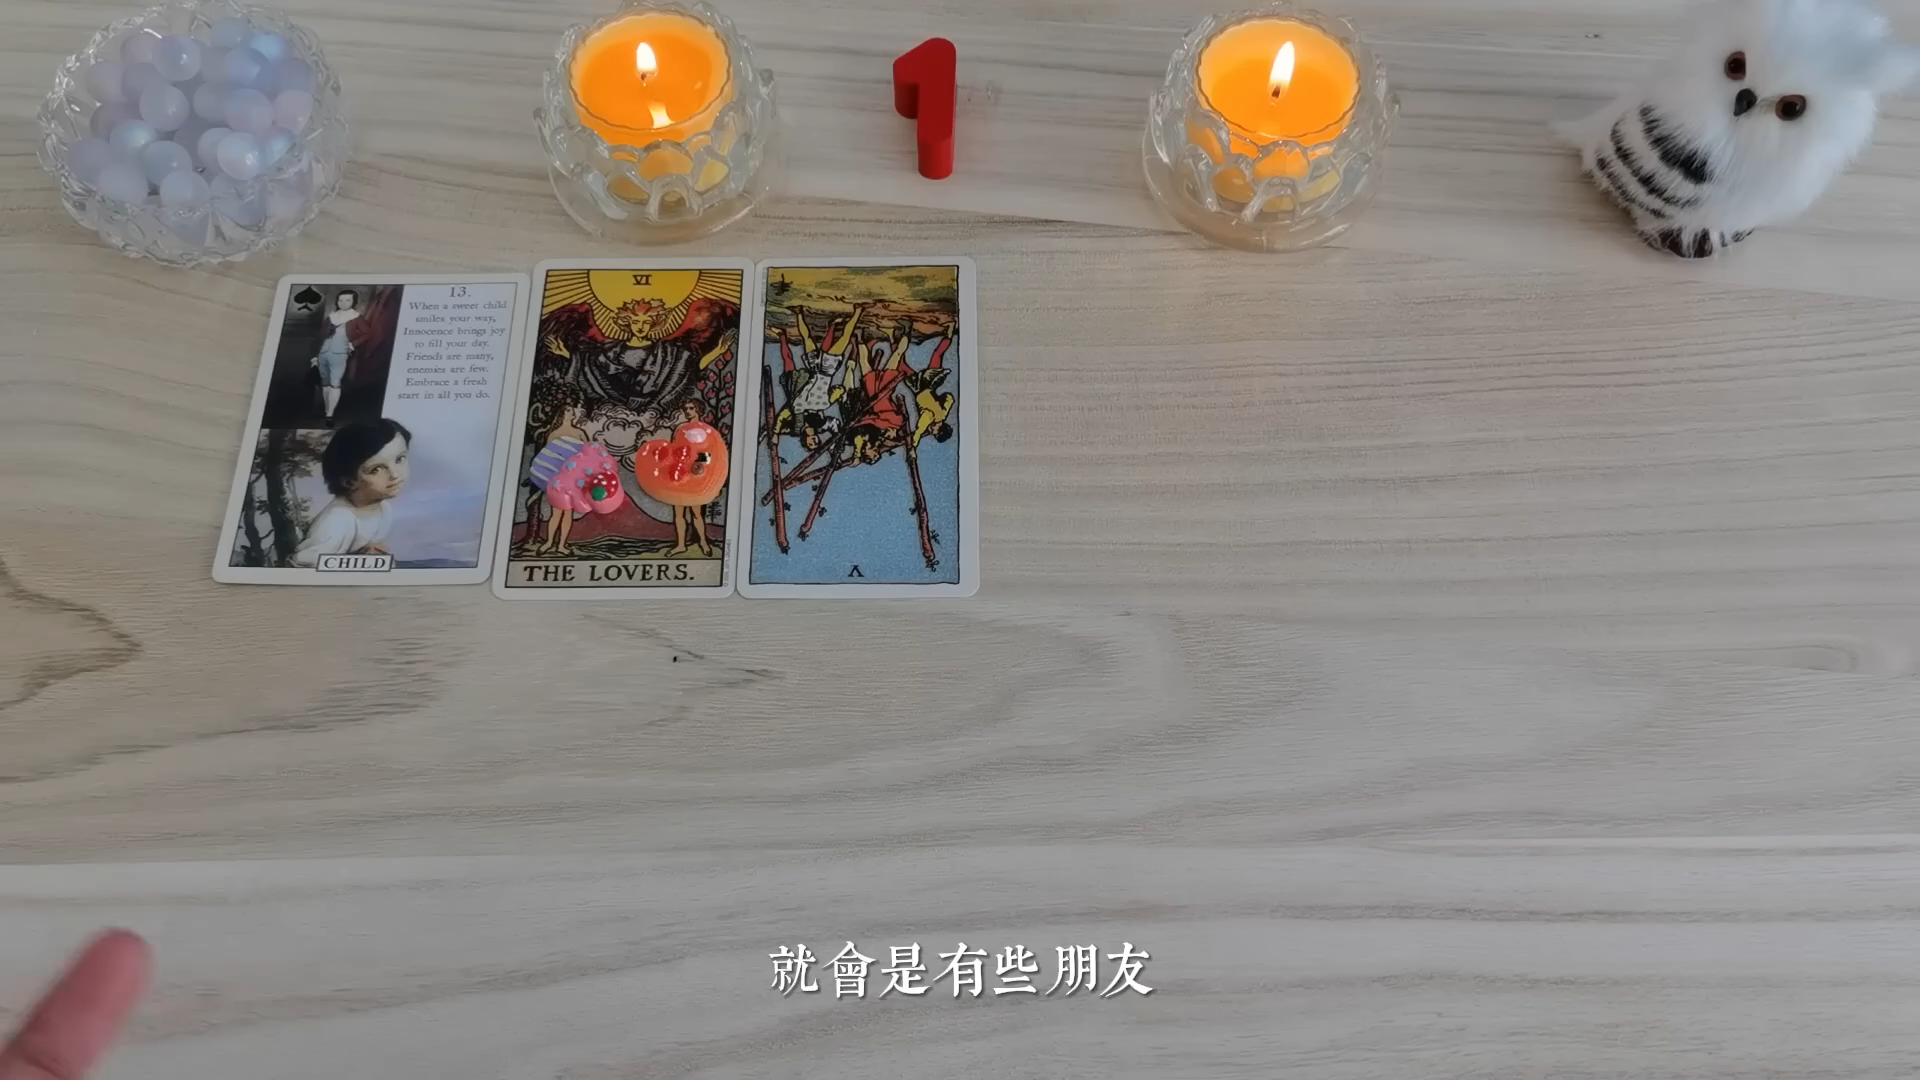 1
13.
When a sweet child
smiles your way,
Innocence brings joy
to fill your day.
Friends are many,
enemies are few.
Embrace a fresh
start in all you do.
CHILD
VI
THE LOVERS.
V
就會是有些朋友